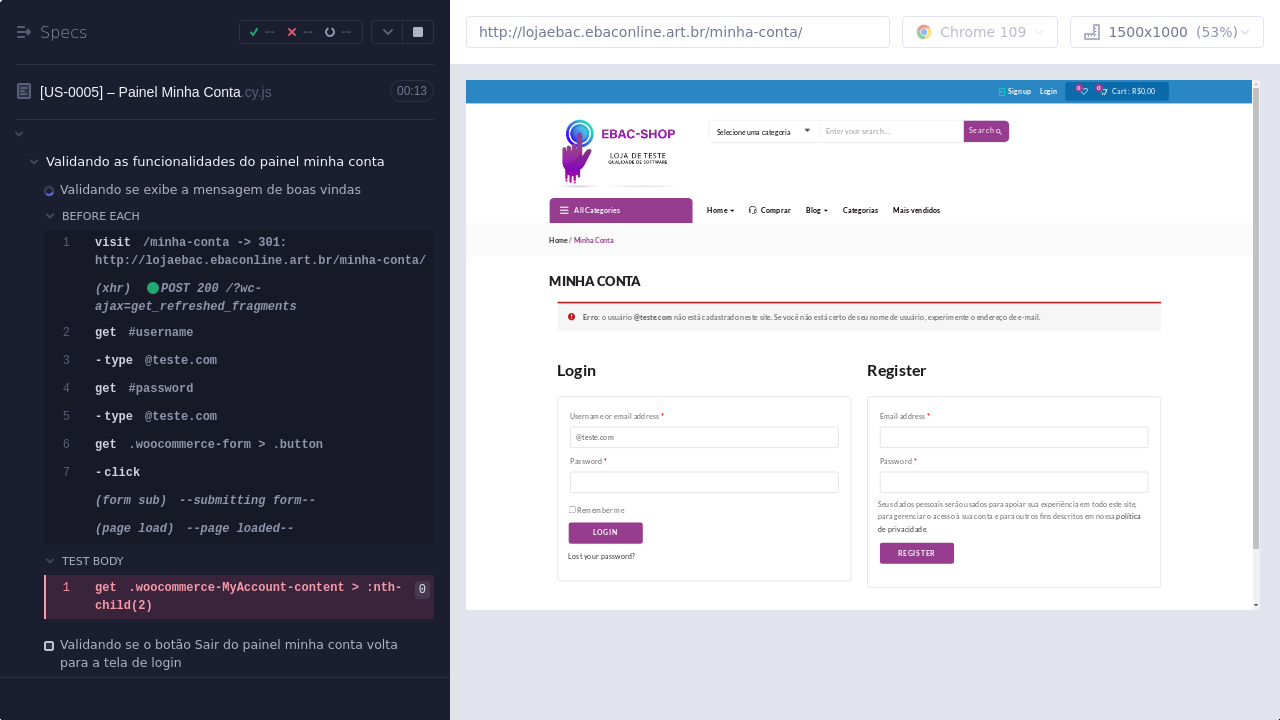 Specs
--
--
--
[US-0005] – Painel Minha Conta.cy.js
00:13
Validando as funcionalidades do painel minha conta
Validando se exibe a mensagem de boas vindas
BEFORE EACH
1 visit /minha-conta -> 301:
http://lojaebac.ebaconline.art.br/minha-conta/
(xhr) POST 200 /?wc-
ajax=get_refreshed_fragments
2 get #username
3 -type @teste.com
4 get #password
5 -type @teste.com
6 get .woocommerce-form > .button
7 -click
(form sub) --submitting form--
(page load) --page loaded--
TEST BODY
1 get .woocommerce-MyAccount-content > :nth-
child(2)
0
Validando se o botão Sair do painel minha conta volta
para a tela de login
http://lojaebac.ebaconline.art.br/minha-conta/
Chrome 109
1500x1000 (53%)
Sign up Login 0 0 Cart : R$0,00
EBAC-SHOP
LOJA DE TESTE
QUALIDADE DE SOFTWARE
Selecione uma categoria
Enter your search ...
Search
All Categories
Home Comprar Blog Categorias Mais vendidos
Home / Minha Conta
MINHA CONTA
Erro: o usuário @teste.com não está cadastrado neste site. Se você não está certo de seu nome de usuário, experimente o endereço de e-mail.
Login
Username or email address *
@teste.com
Password *
Remember me
LOGIN
Lost your password?
Register
Email address *
Password *
Seus dados pessoais serão usados para apoiar sua experiência em todo este site,
para gerenciar o acesso à sua conta e para outros fins descritos em nossa política
de privacidade.
REGISTER